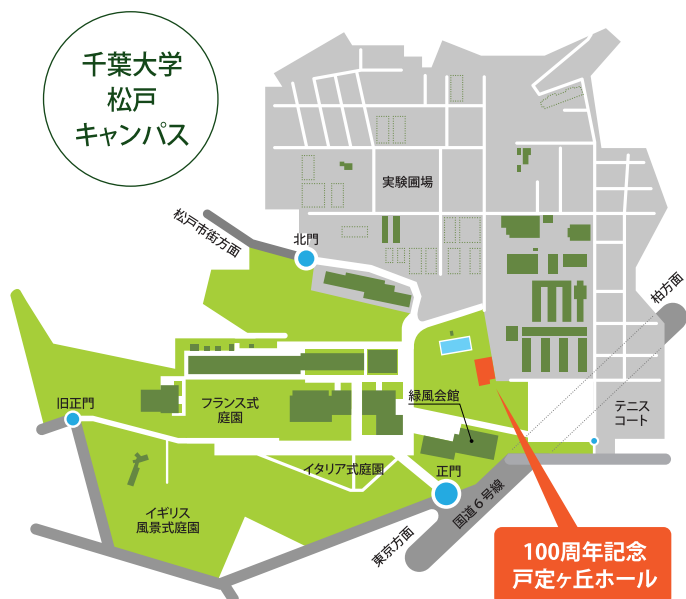 千葉大学
松戸
キャンパス
実験圃場
松戸市街方面
北門
柏方面
旧正門
フランス式
庭園
緑風会館
テニス
コート
イタリア式庭園
正門
イギリス
風景式庭園
国道6号線
東京方面
100周年記念
戸定ヶ丘ホール